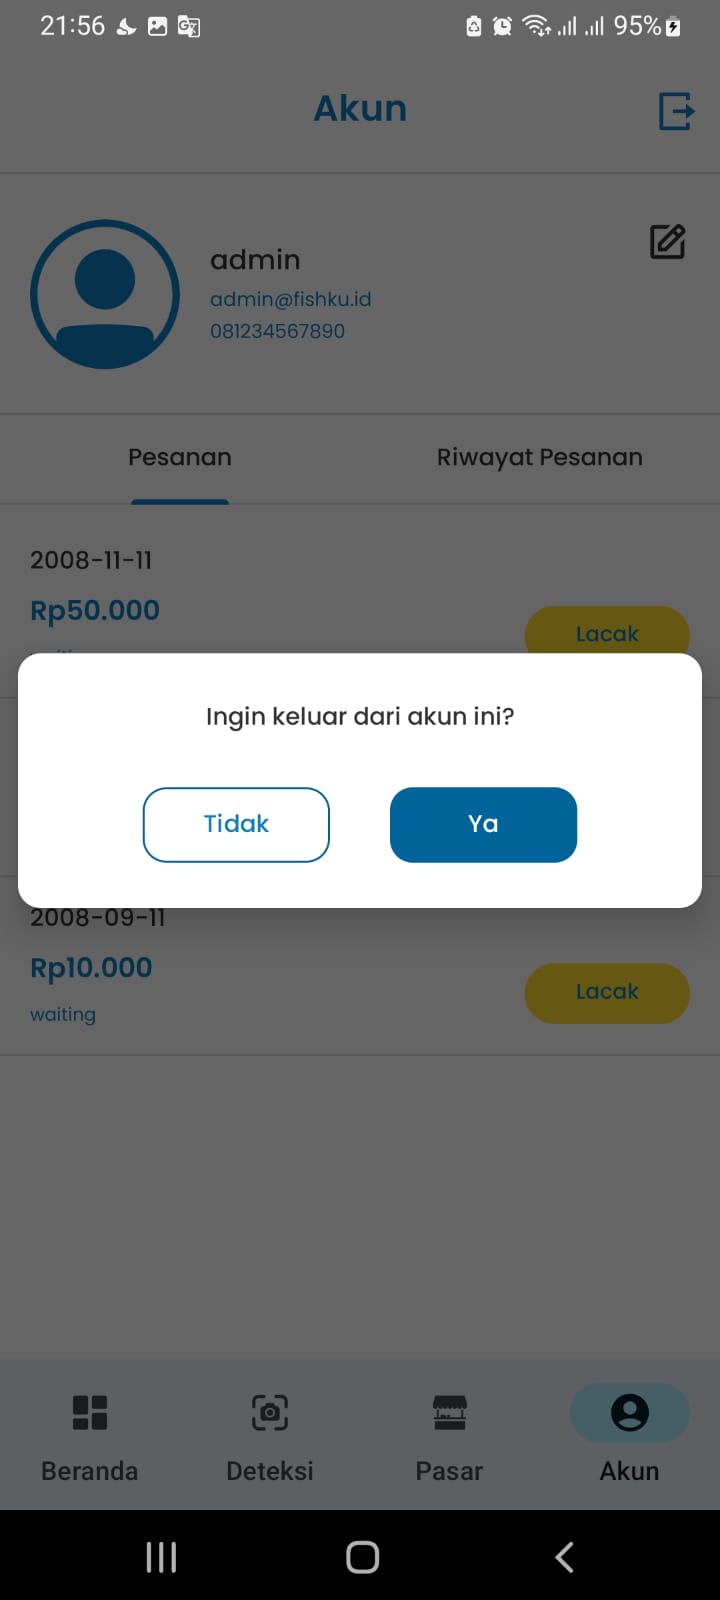 21:56 95%
Akun
admin
admin@fishku.id
081234567890
Pesanan Riwayat Pesanan
2008-11-11
Rp50.000
Lacak
Ingin keluar dari akun ini?
Tidak Ya
2008-09-11
Rp10.000
Lacak
waiting
Beranda Deteksi Pasar Akun